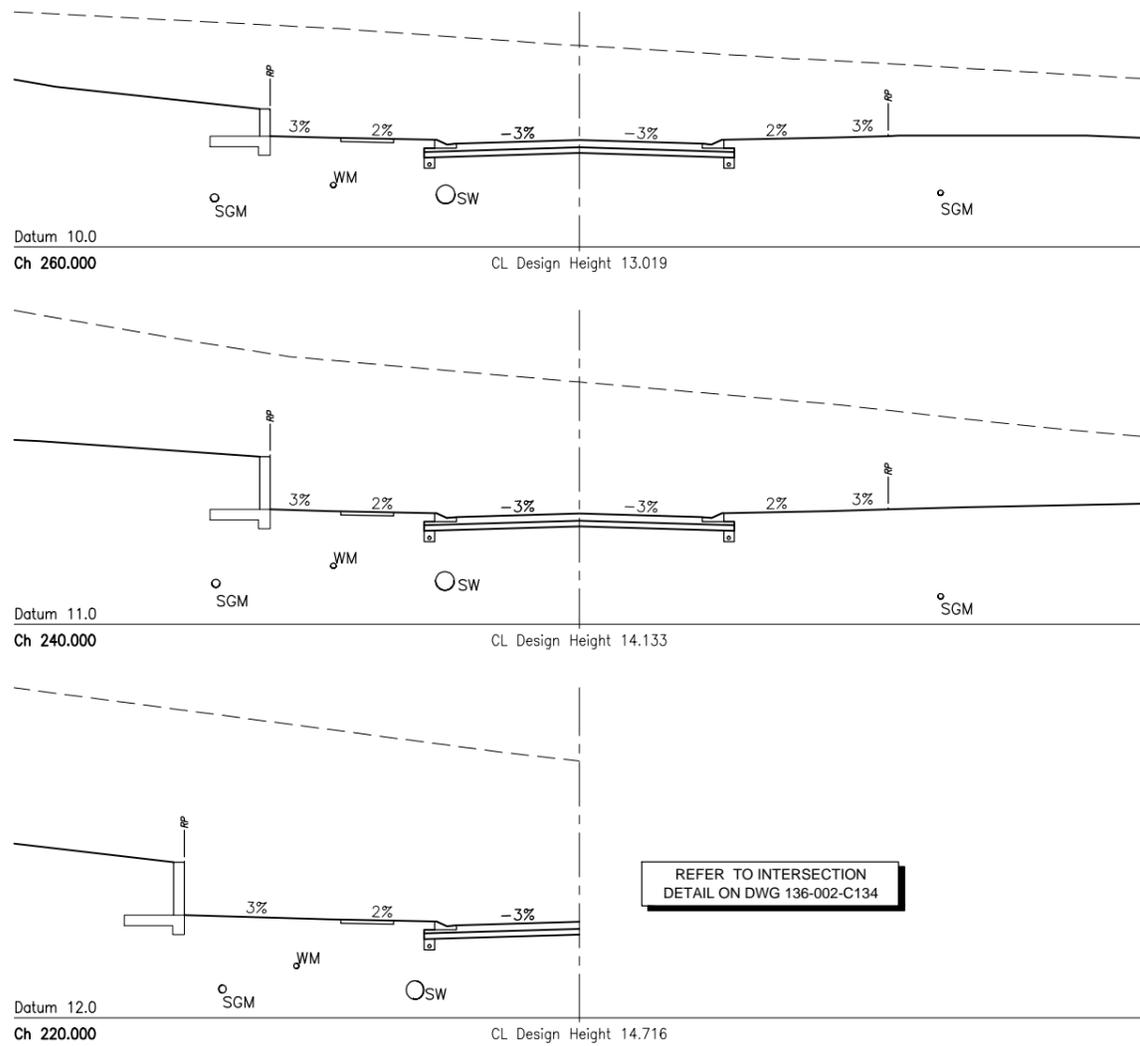 RP
RP
3% 2% -3% -3% 2% 3%
WM
SW
SGM
SGM
Datum 10.0
Ch 260.000 CL Design Height 13.019
RP
RP
3% 2% -3% -3% 2% 3%
WM
SW
SGM
SGM
Datum 11.0
Ch 240.000 CL Design Height 14.133
RP
REFER TO INTERSECTION
DETAIL ON DWG 136-002-C134
3% 2% -3%
WM
SW
SGM
Datum 12.0
Ch 220.000 CL Design Height 14.716